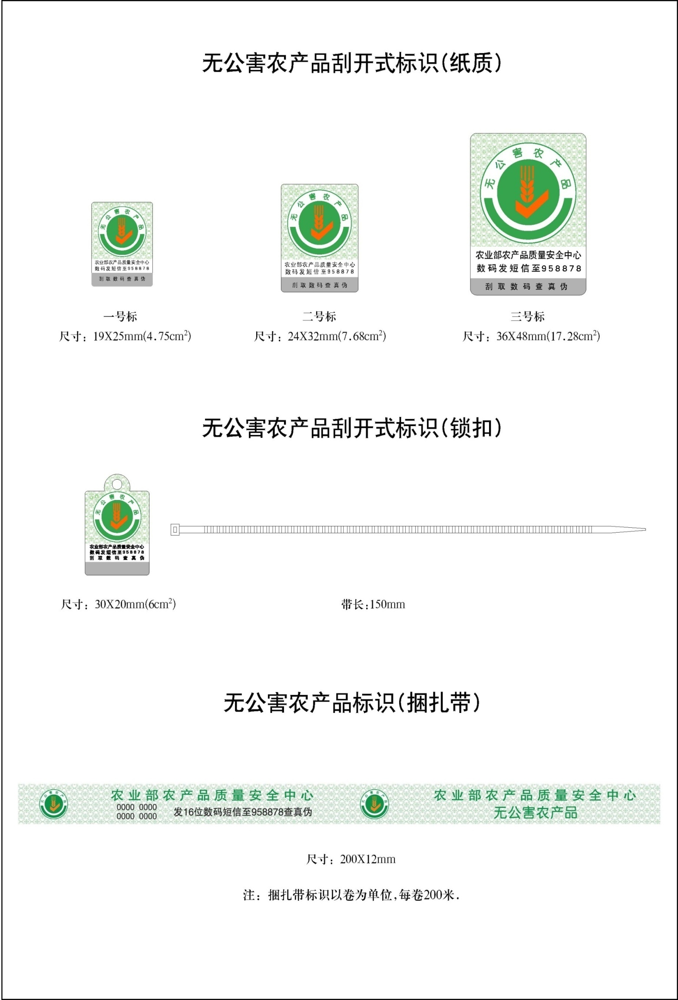 无公害农产品刮开式标识(纸质)
无公害农产品
农业部农产品质量安全中心
数码发短信至958878
刮取数码查真伪
一号标
尺寸：19X25mm(4.75cm²)
无公害农产品
农业部农产品质量安全中心
数码发短信至958878
刮取数码查真伪
二号标
尺寸：24X32mm(7.68cm²)
无公害农产品
农业部农产品质量安全中心
数码发短信至958878
刮取数码查真伪
三号标
尺寸：36X48mm(17.28cm²)
无公害农产品刮开式标识(锁扣)
无公害农产品
农业部农产品质量安全中心
数码发短信至958878
刮取数码查真伪
尺寸：30X20mm(6cm²)
带长:150mm
无公害农产品标识(捆扎带)
无公害农产品
农业部农产品质量安全中心
0000 0000
0000 0000
发16位数码短信至958878查真伪
无公害农产品
农业部农产品质量安全中心
无公害农产品
尺寸：200X12mm
注：捆扎带标识以卷为单位,每卷200米.